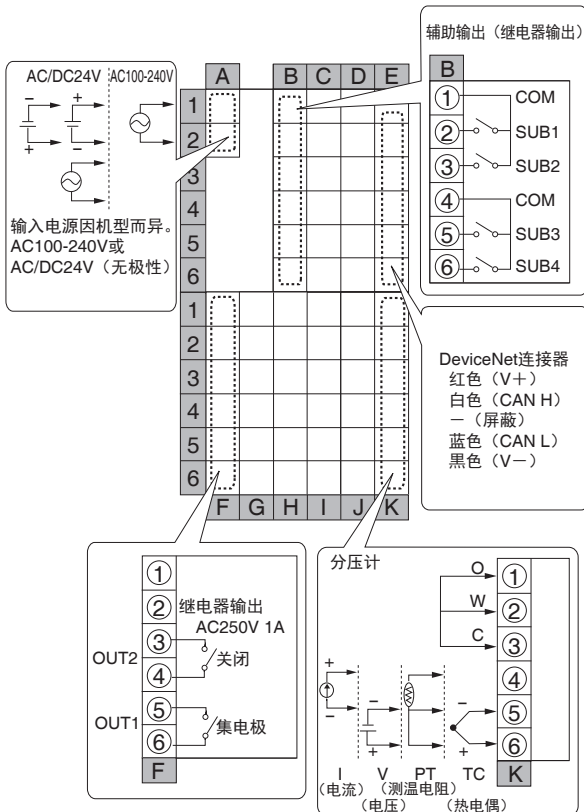 辅助输出（继电器输出）
B
① COM
② SUB1
③ SUB2
④ COM
⑤ SUB3
⑥ SUB4
AC/DC24V AC100-240V
－ ＋
＋ －
输入电源因机型而异。
AC100-240V或
AC/DC24V（无极性）
A B C D E
1
2
3
4
5
6
1
2
3
4
5
6
F G H I J K
DeviceNet连接器
红色（V＋）
白色（CAN H）
－（屏蔽）
蓝色（CAN L）
黑色（V－）
①
② 继电器输出
AC250V 1A
OUT2 ③ 关闭
④
OUT1 ⑤ 集电极
⑥
F
分压计
O ①
W ②
C ③
④
⑤
⑥
＋ － － －
－ ＋ ＋
I V PT TC K
（电流） （测温电阻）
（电压） （热电偶）